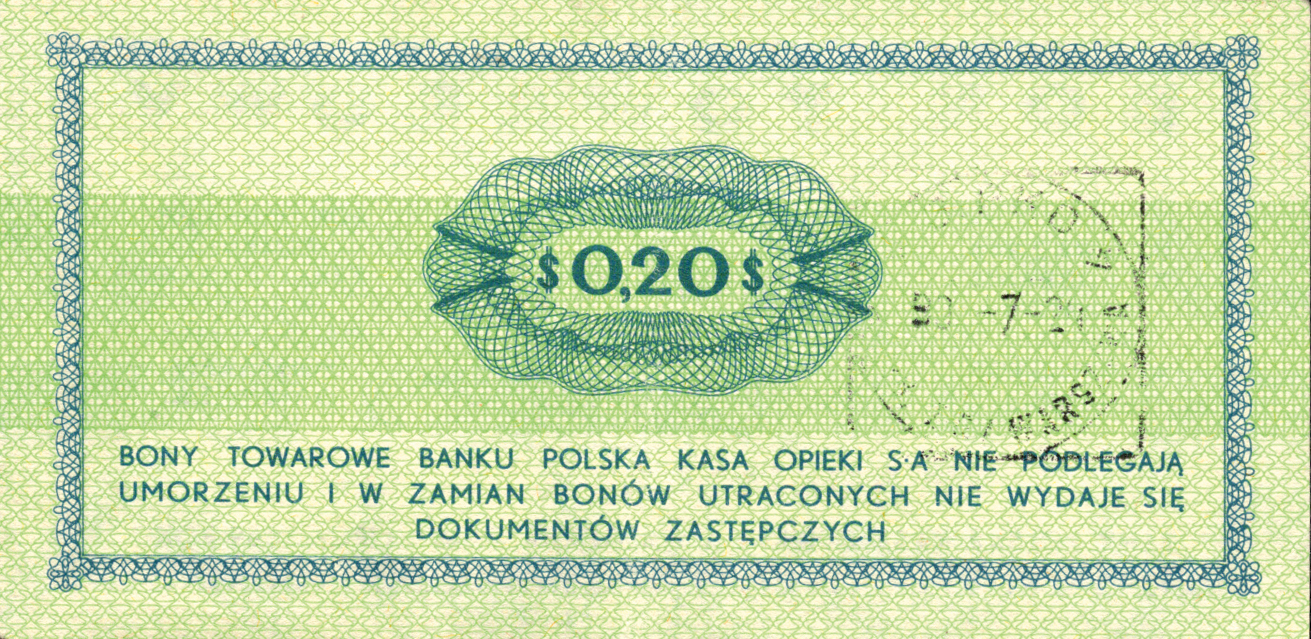 $ 0,20 $
BONY TOWAROWE BANKU POLSKA KASA OPIEKI S·A NIE PODLEGAJĄ
UMORZENIU I W ZAMIAN BONÓW UTRACONYCH NIE WYDAJE SIĘ
DOKUMENTÓW ZASTĘPCZYCH